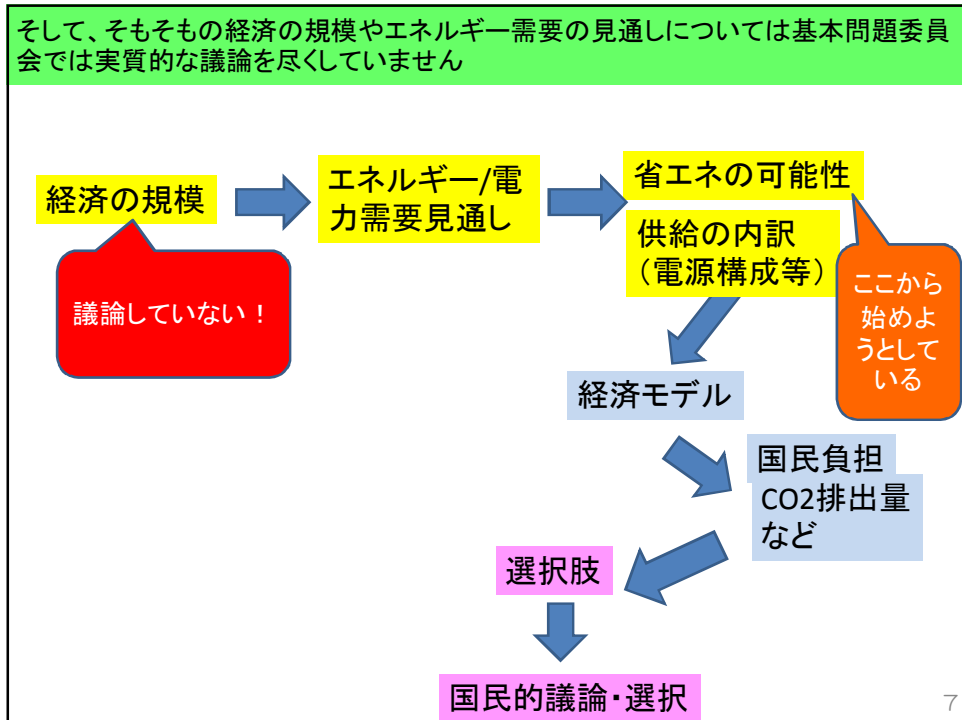 そして、そもそもの経済の規模やエネルギー需要の見通しについては基本問題委員
会では実質的な議論を尽くしていません
経済の規模
エネルギー/電
力需要見通し
省エネの可能性
供給の内訳
（電源構成等）
議論していない！
ここから
始めよ
うとして
いる
経済モデル
国民負担
CO2排出量
など
選択肢
国民的議論・選択
7